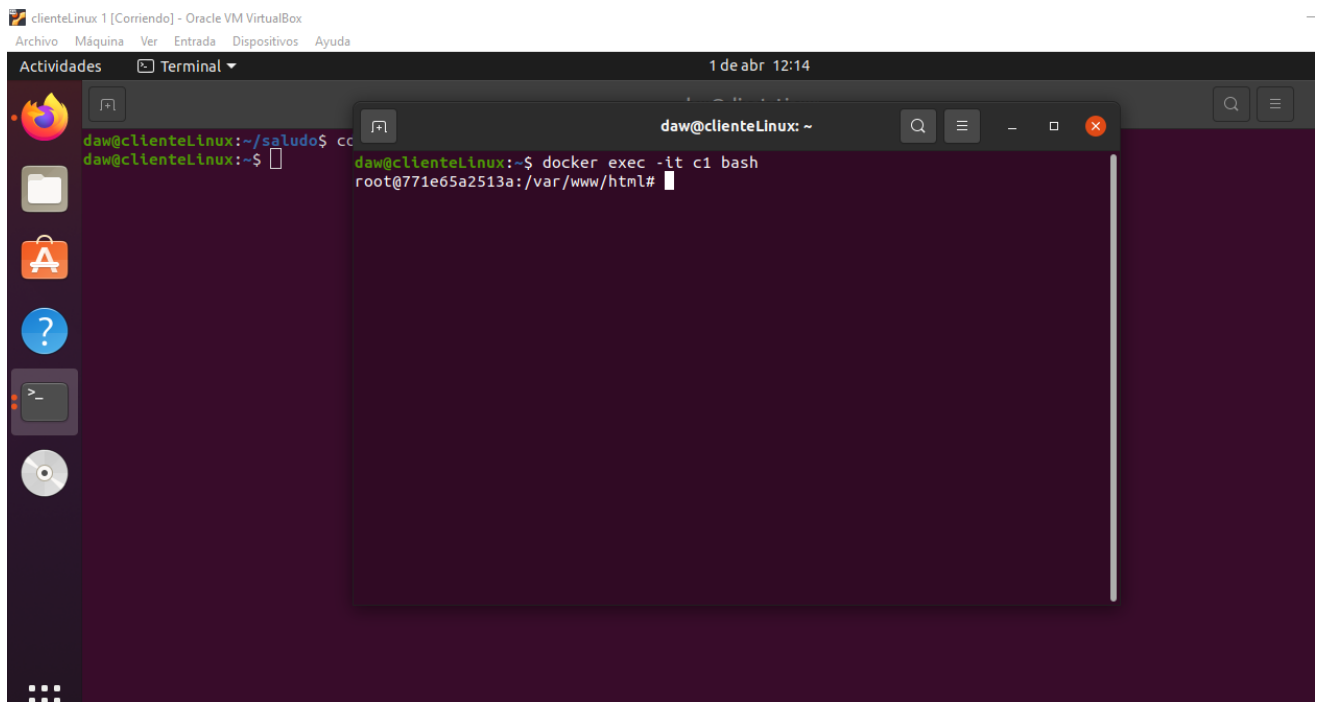 clienteLinux 1 [Corriendo] - Oracle VM VirtualBox
Archivo Máquina Ver Entrada Dispositivos Ayuda
Actividades Terminal 1 de abr 12:14
daw@clienteLinux:~/saludo$
daw@clienteLinux:~$
daw@clienteLinux: ~
daw@clienteLinux:~$ docker exec -it c1 bash
root@771e65a2513a:/var/www/html#